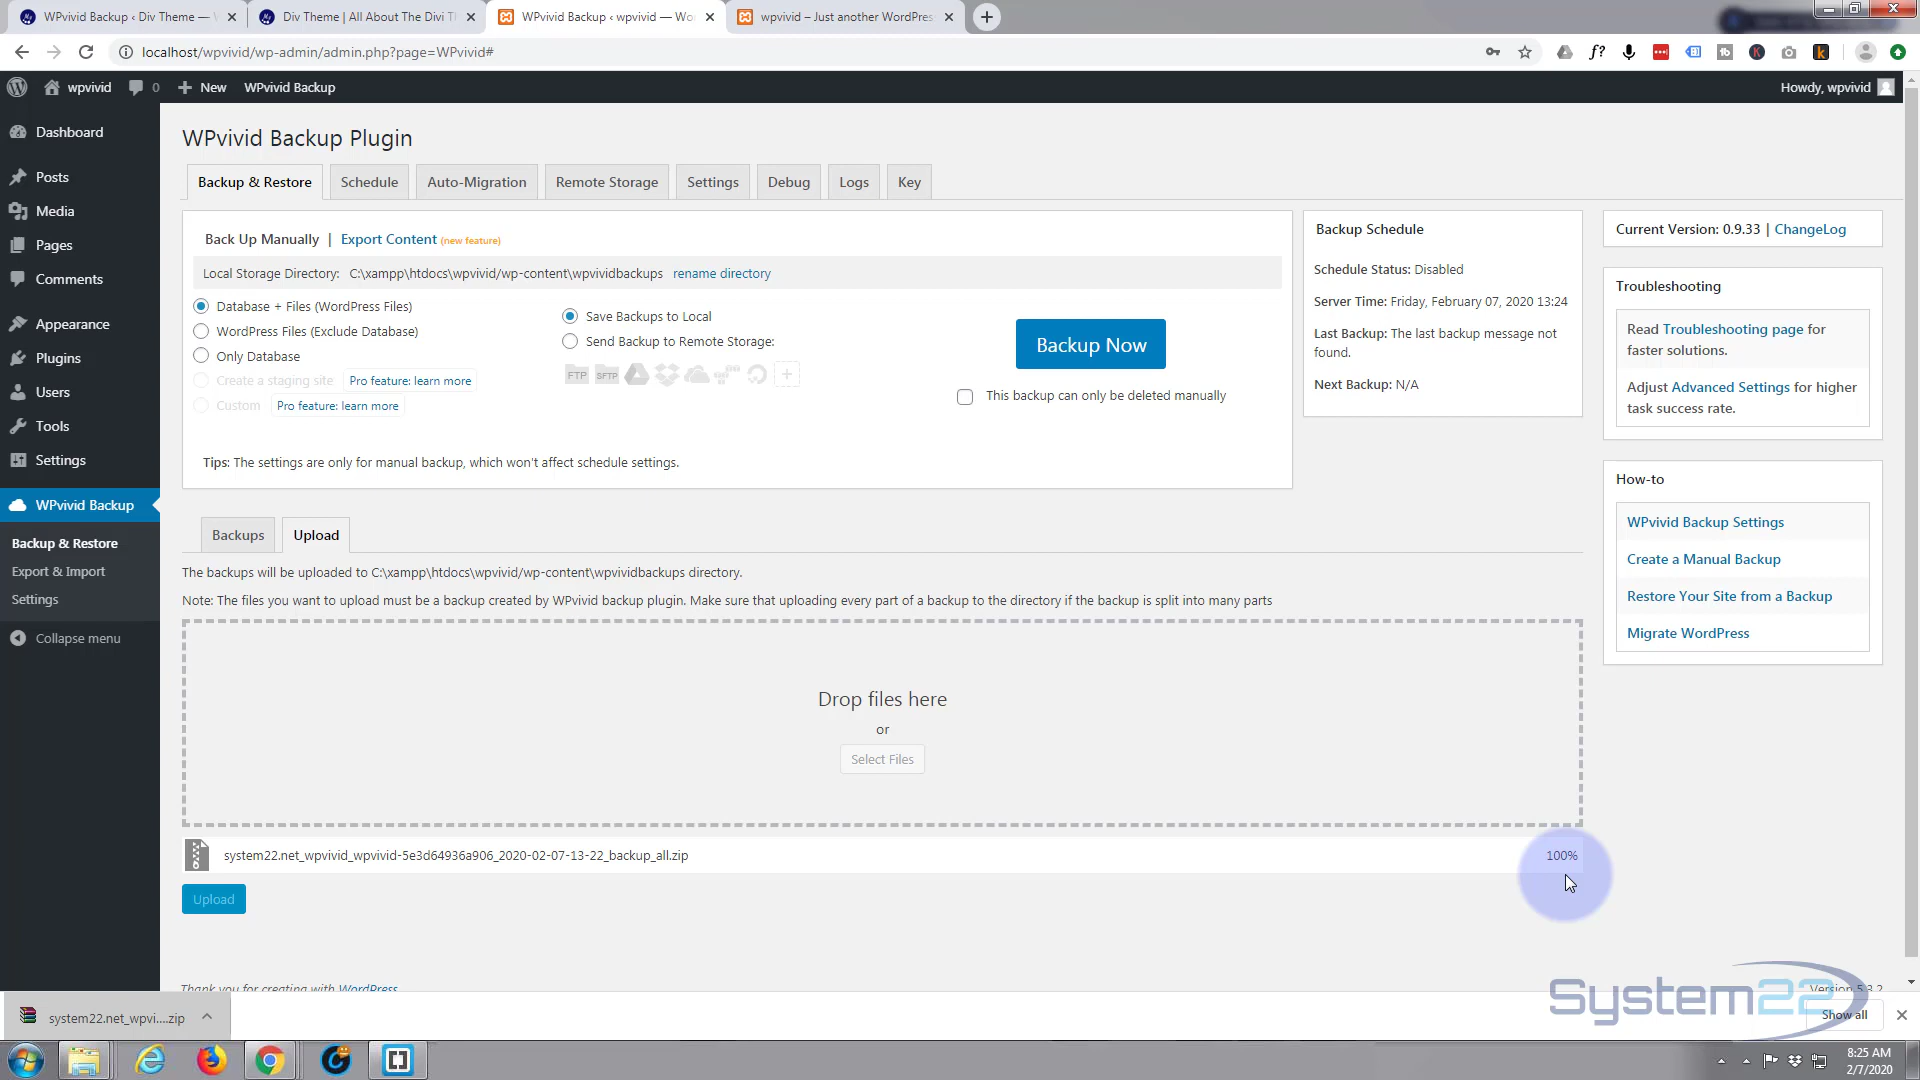 WPvivid Backup ‹ Div Theme —
Div Theme | All About The Divi Th
WPvivid Backup ‹ wpvivid — Wo
wpvivid – Just another WordPress
localhost/wpvivid/wp-admin/admin.php?page=WPvivid#
wpvivid
0
New
WPvivid Backup
Howdy, wpvivid
Dashboard
Posts
Media
Pages
Comments
Appearance
Plugins
Users
Tools
Settings
WPvivid Backup
Backup & Restore
Export & Import
Settings
Collapse menu
WPvivid Backup Plugin
Backup & Restore
Schedule
Auto-Migration
Remote Storage
Settings
Debug
Logs
Key
Back Up Manually | Export Content (new feature)
Local Storage Directory: C:\xampp\htdocs\wpvivid/wp-content\wpvividbackups rename directory
Database + Files (WordPress Files)
WordPress Files (Exclude Database)
Only Database
Create a staging site Pro feature: learn more
Custom Pro feature: learn more
Save Backups to Local
Send Backup to Remote Storage:
FTP SFTP
Backup Now
This backup can only be deleted manually
Tips: The settings are only for manual backup, which won't affect schedule settings.
Backup Schedule
Schedule Status: Disabled
Server Time: Friday, February 07, 2020 13:24
Last Backup: The last backup message not
found.
Next Backup: N/A
Current Version: 0.9.33 | ChangeLog
Troubleshooting
Read Troubleshooting page for
faster solutions.
Adjust Advanced Settings for higher
task success rate.
How-to
WPvivid Backup Settings
Create a Manual Backup
Restore Your Site from a Backup
Migrate WordPress
Backups
Upload
The backups will be uploaded to C:\xampp\htdocs\wpvivid/wp-content\wpvividbackups directory.
Note: The files you want to upload must be a backup created by WPvivid backup plugin. Make sure that uploading every part of a backup to the directory if the backup is split into many parts
Drop files here
or
Select Files
system22.net_wpvivid_wpvivid-5e3d64936a906_2020-02-07-13-22_backup_all.zip
100%
Upload
Thank you for creating with WordPress
Version 5.3.2
System22
system22.net_wpvi....zip
Show all
8:25 AM
2/7/2020